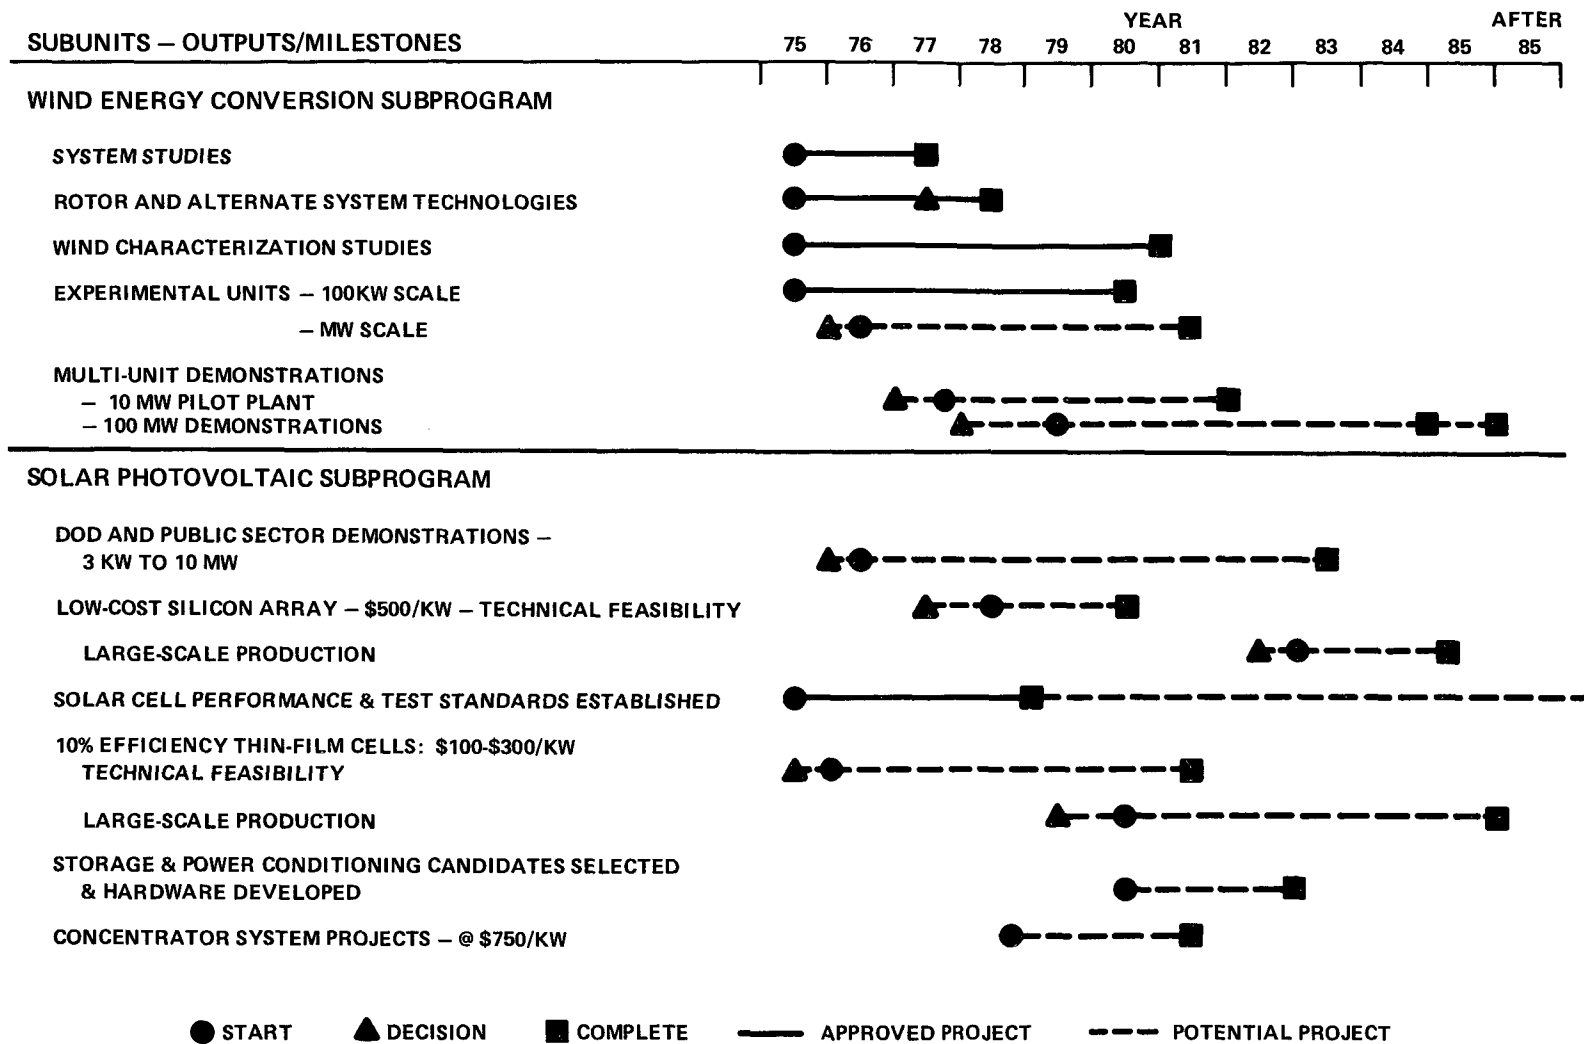 YEAR AFTER
SUBUNITS – OUTPUTS/MILESTONES 75 76 77 78 79 80 81 82 83 84 85 85
WIND ENERGY CONVERSION SUBPROGRAM
SYSTEM STUDIES
ROTOR AND ALTERNATE SYSTEM TECHNOLOGIES
WIND CHARACTERIZATION STUDIES
EXPERIMENTAL UNITS – 100KW SCALE
– MW SCALE
MULTI-UNIT DEMONSTRATIONS
– 10 MW PILOT PLANT
– 100 MW DEMONSTRATIONS
SOLAR PHOTOVOLTAIC SUBPROGRAM
DOD AND PUBLIC SECTOR DEMONSTRATIONS –
3 KW TO 10 MW
LOW-COST SILICON ARRAY – $500/KW – TECHNICAL FEASIBILITY
LARGE-SCALE PRODUCTION
SOLAR CELL PERFORMANCE & TEST STANDARDS ESTABLISHED
10% EFFICIENCY THIN-FILM CELLS: $100-$300/KW
TECHNICAL FEASIBILITY
LARGE-SCALE PRODUCTION
STORAGE & POWER CONDITIONING CANDIDATES SELECTED
& HARDWARE DEVELOPED
CONCENTRATOR SYSTEM PROJECTS – @ $750/KW
START DECISION COMPLETE APPROVED PROJECT POTENTIAL PROJECT